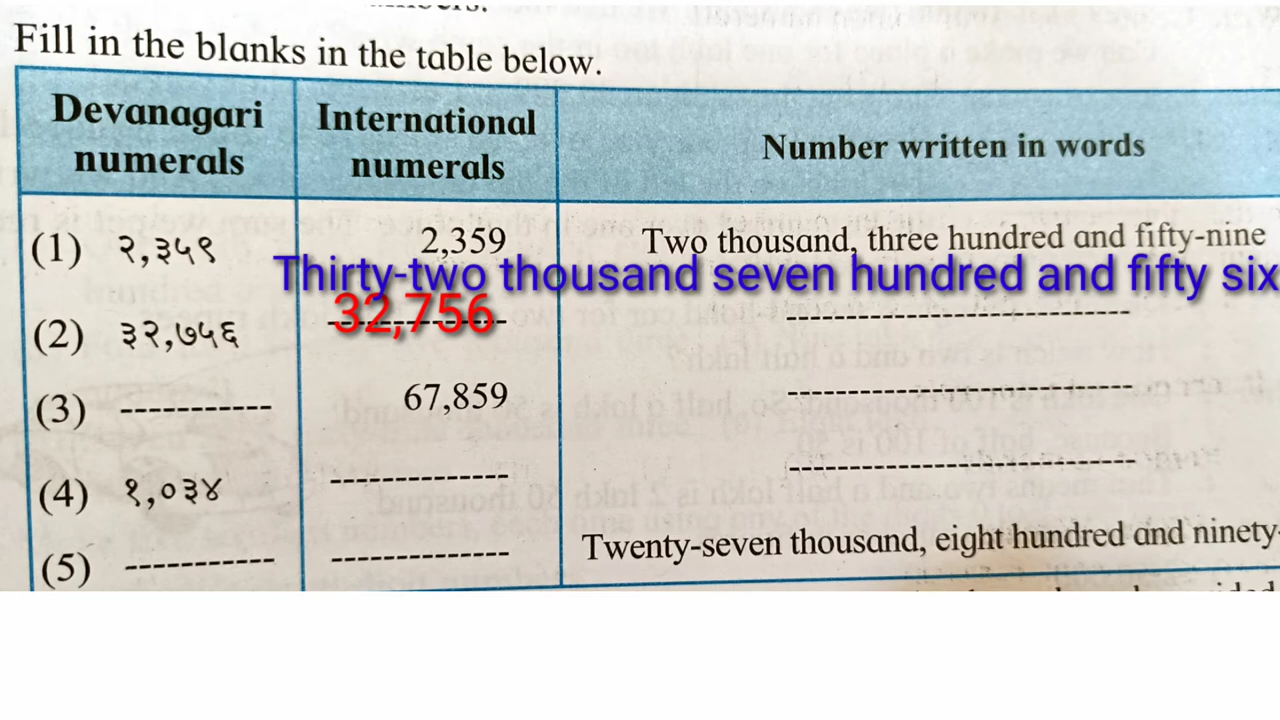 Fill in the blanks in the table below.
Devanagari numerals International numerals Number written in words
(1) २,३५९ 2,359 Two thousand, three hundred and fifty-nine
Thirty-two thousand seven hundred and fifty six
(2) ३२,७५६ 32,756
(3) 67,859
(4) १,०३४
(5) Twenty-seven thousand, eight hundred and ninety-